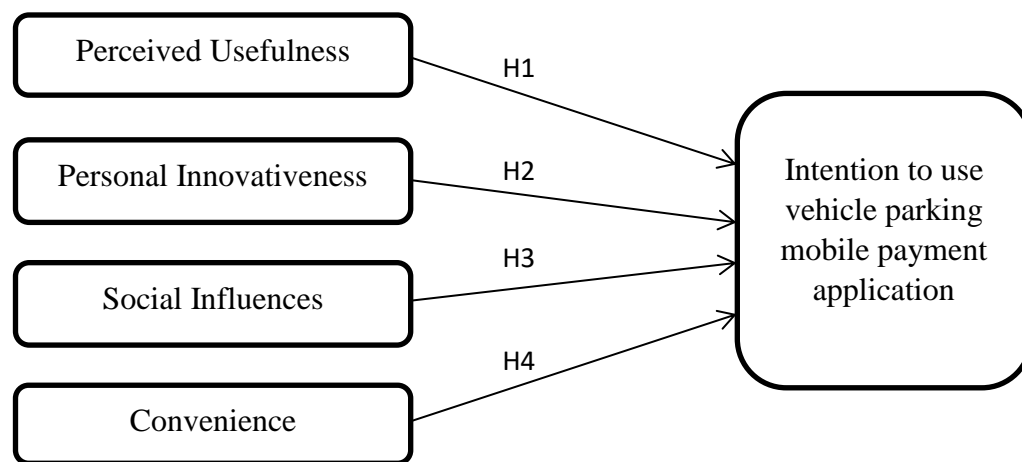 Perceived Usefulness
H1
Personal Innovativeness
H2
Social Influences
H3
Convenience
H4
Intention to use
vehicle parking
mobile payment
application